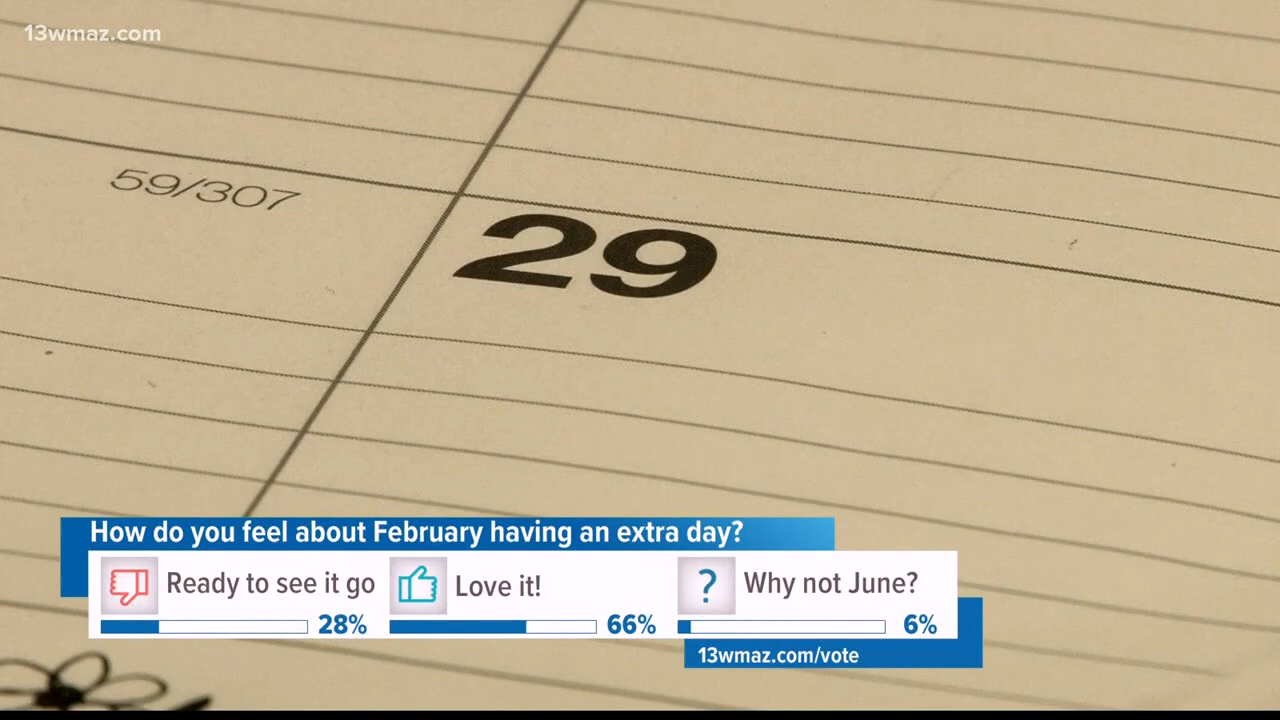 13wmaz.com
59/307
29
How do you feel about February having an extra day?
Ready to see it go
28%
Love it!
66%
Why not June?
6%
13wmaz.com/vote